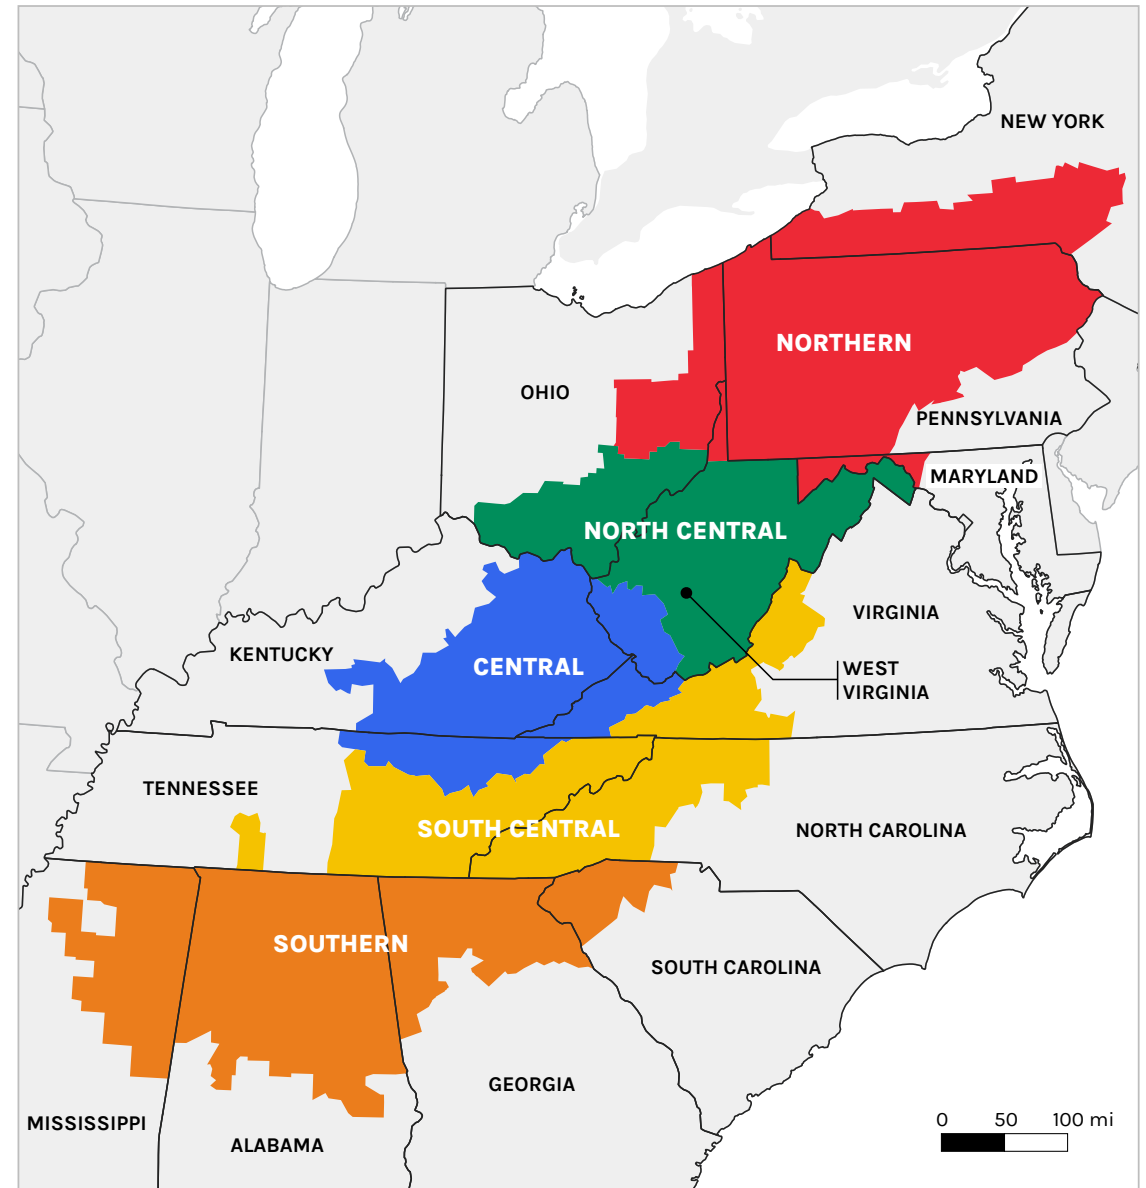 NEW YORK
NORTHERN
OHIO
PENNSYLVANIA
MARYLAND
NORTH CENTRAL
VIRGINIA
KENTUCKY
CENTRAL
WEST
VIRGINIA
TENNESSEE
SOUTH CENTRAL
NORTH CAROLINA
SOUTHERN
SOUTH CAROLINA
GEORGIA
MISSISSIPPI
ALABAMA
0 50 100 mi